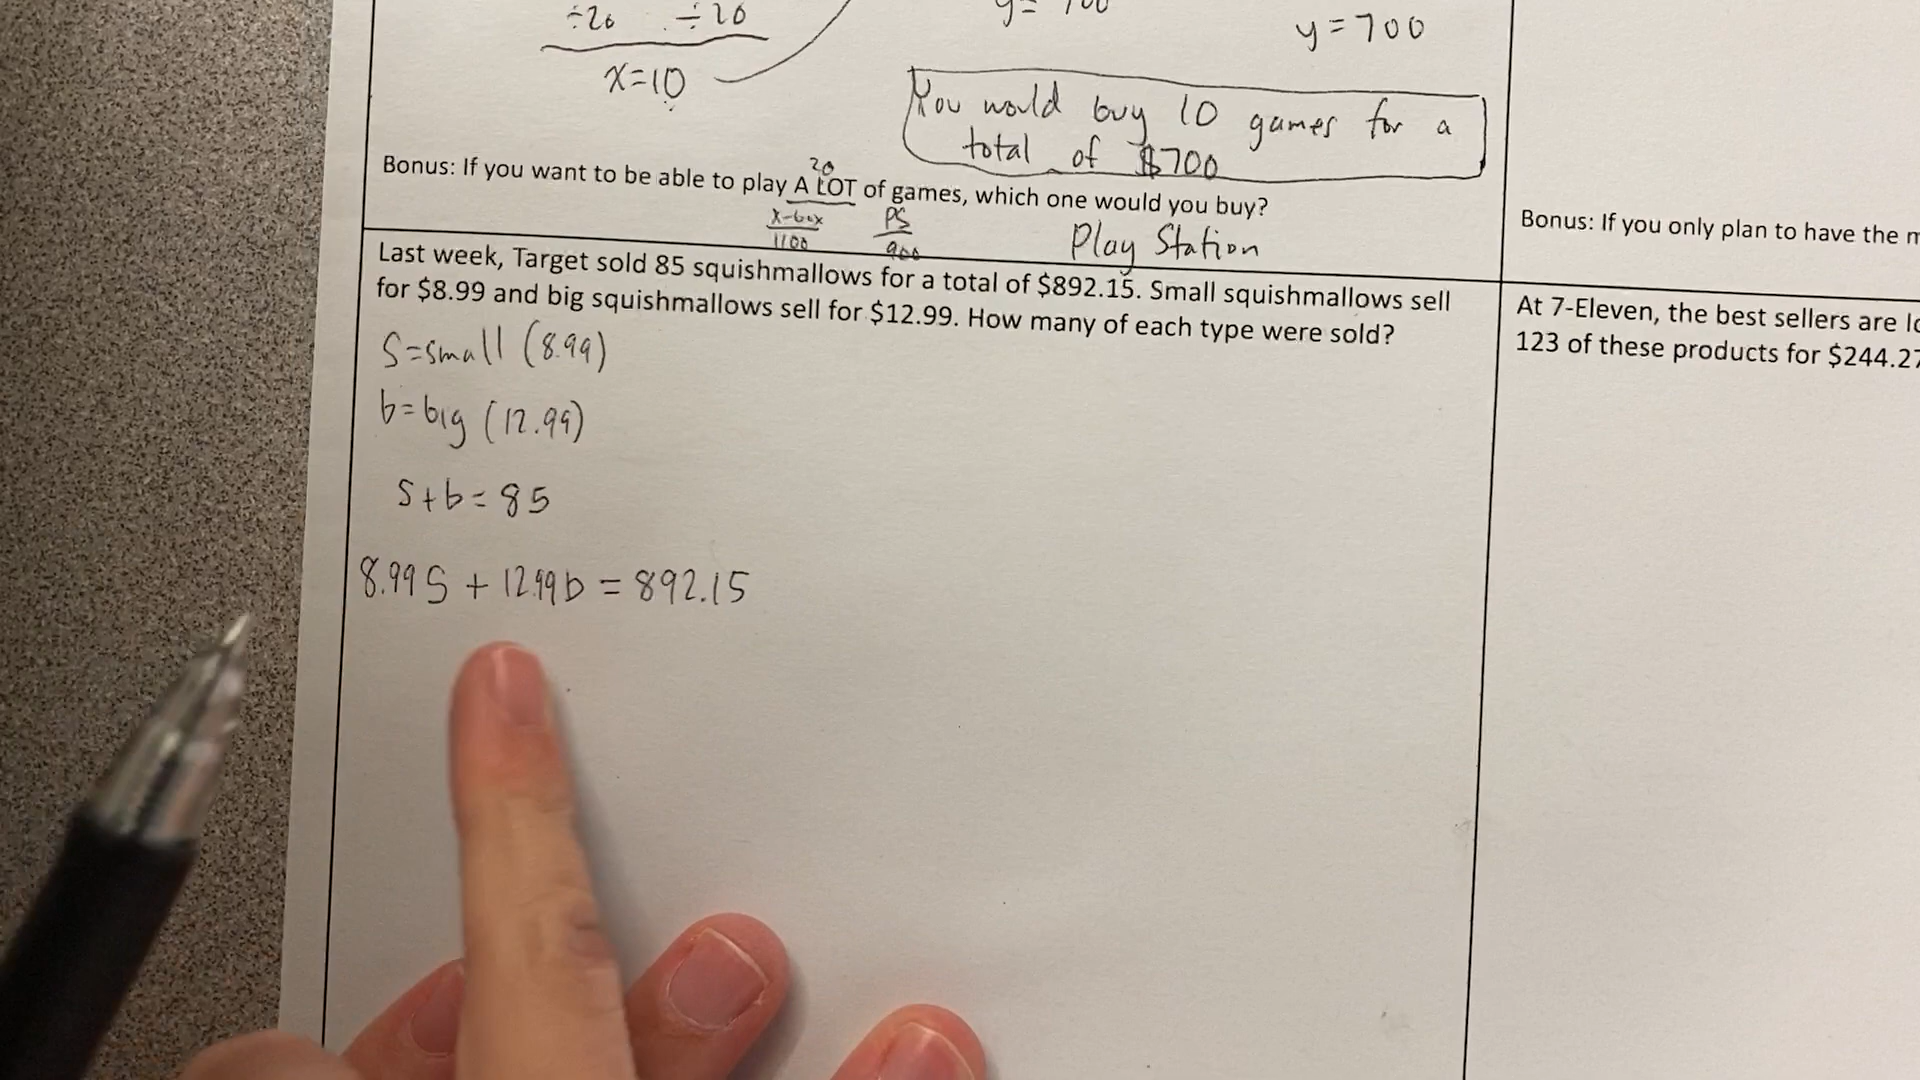 ÷20 ÷20
x=10
y=700
You would buy 10 games for a
total of $700
Bonus: If you want to be able to play A LOT of games, which one would you buy?
20
x-box PS
1100 900
Play Station
Bonus: If you only plan to have the
Last week, Target sold 85 squishmallows for a total of $892.15. Small squishmallows sell
for $8.99 and big squishmallows sell for $12.99. How many of each type were sold?
S=small (8.99)
b=big (12.99)
S+b=85
8.99S + 12.99b = 892.15
At 7-Eleven, the best sellers are
123 of these products for $244.27